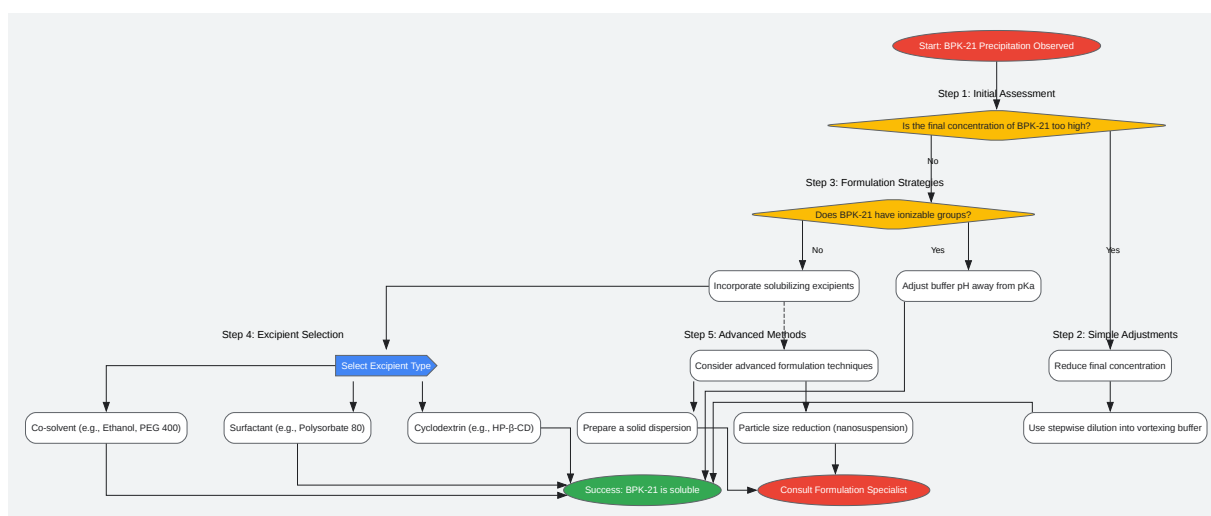 Start: BPK-21 Precipitation Observed
Step 1: Initial Assessment
Is the final concentration of BPK-21 too high?
No
Step 3: Formulation Strategies
Does BPK-21 have ionizable groups?
No
Yes
Yes
Incorporate solubilizing excipients
Adjust buffer pH away from pKa
Step 4: Excipient Selection
Step 5: Advanced Methods
Step 2: Simple Adjustments
Select Excipient Type
Consider advanced formulation techniques
Reduce final concentration
Co-solvent (e.g., Ethanol, PEG 400)
Surfactant (e.g., Polysorbate 80)
Cyclodextrin (e.g., HP-β-CD)
Prepare a solid dispersion
Particle size reduction (nanosuspension)
Use stepwise dilution into vortexing buffer
Success: BPK-21 is soluble
Consult Formulation Specialist